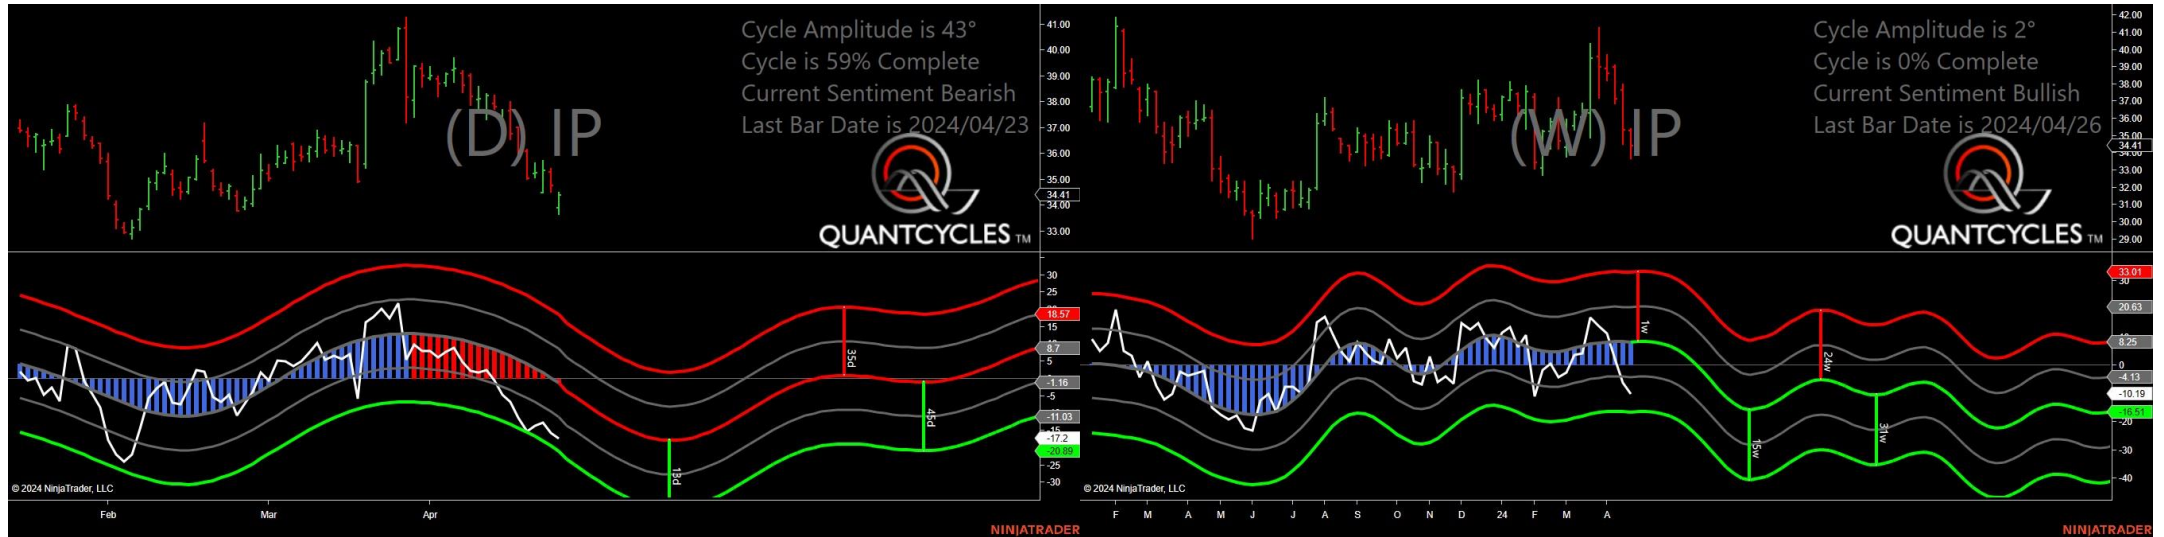 Cycle Amplitude is 43°
Cycle is 59% Complete
Current Sentiment Bearish
Last Bar Date is 2024/04/23
(D) IP
QUANTCYCLES TM
41.00
40.00
39.00
38.00
37.00
36.00
35.00
34.41
34.00
33.00
30
25
18.57
15
8.7
5
-1.16
-5
-11.03
-15
-17.2
-20.89
-25
-30
13d
35d
45d
© 2024 NinjaTrader, LLC
Feb
Mar
Apr
NINJATRADER
Cycle Amplitude is 2°
Cycle is 0% Complete
Current Sentiment Bullish
Last Bar Date is 2024/04/26
(W) IP
QUANTCYCLES TM
42.00
41.00
40.00
39.00
38.00
37.00
36.00
35.00
34.41
34.00
33.00
32.00
31.00
30.00
29.00
33.01
30
20.63
10
8.25
0
-4.13
-10.19
-16.51
-20
-30
-40
1w
15w
24w
31w
© 2024 NinjaTrader, LLC
F
M
A
M
J
J
A
S
O
N
D
24
F
M
A
NINJATRADER